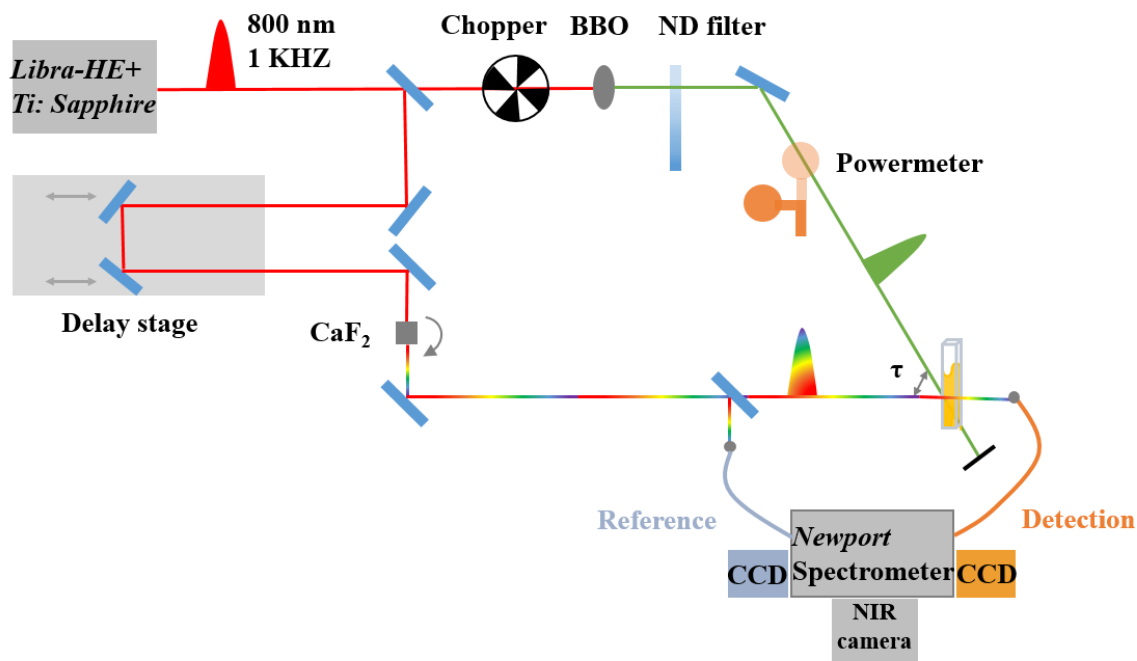 Libra-HE+
Ti: Sapphire
800 nm
1 KHZ
Chopper
BBO
ND filter
Powermeter
Delay stage
CaF₂
τ
Reference
Detection
Newport
Spectrometer
CCD
CCD
NIR
camera